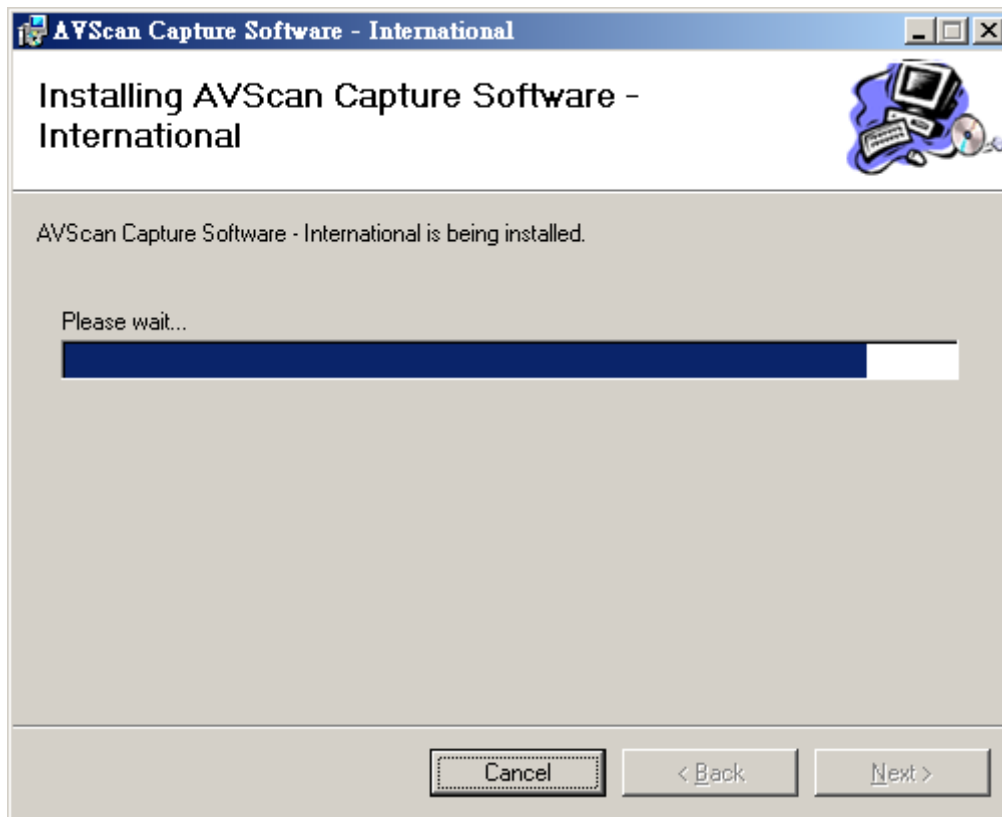 AVScan Capture Software - International
Installing AVScan Capture Software -
International
AVScan Capture Software - International is being installed.
Please wait...
Cancel
< Back
Next >